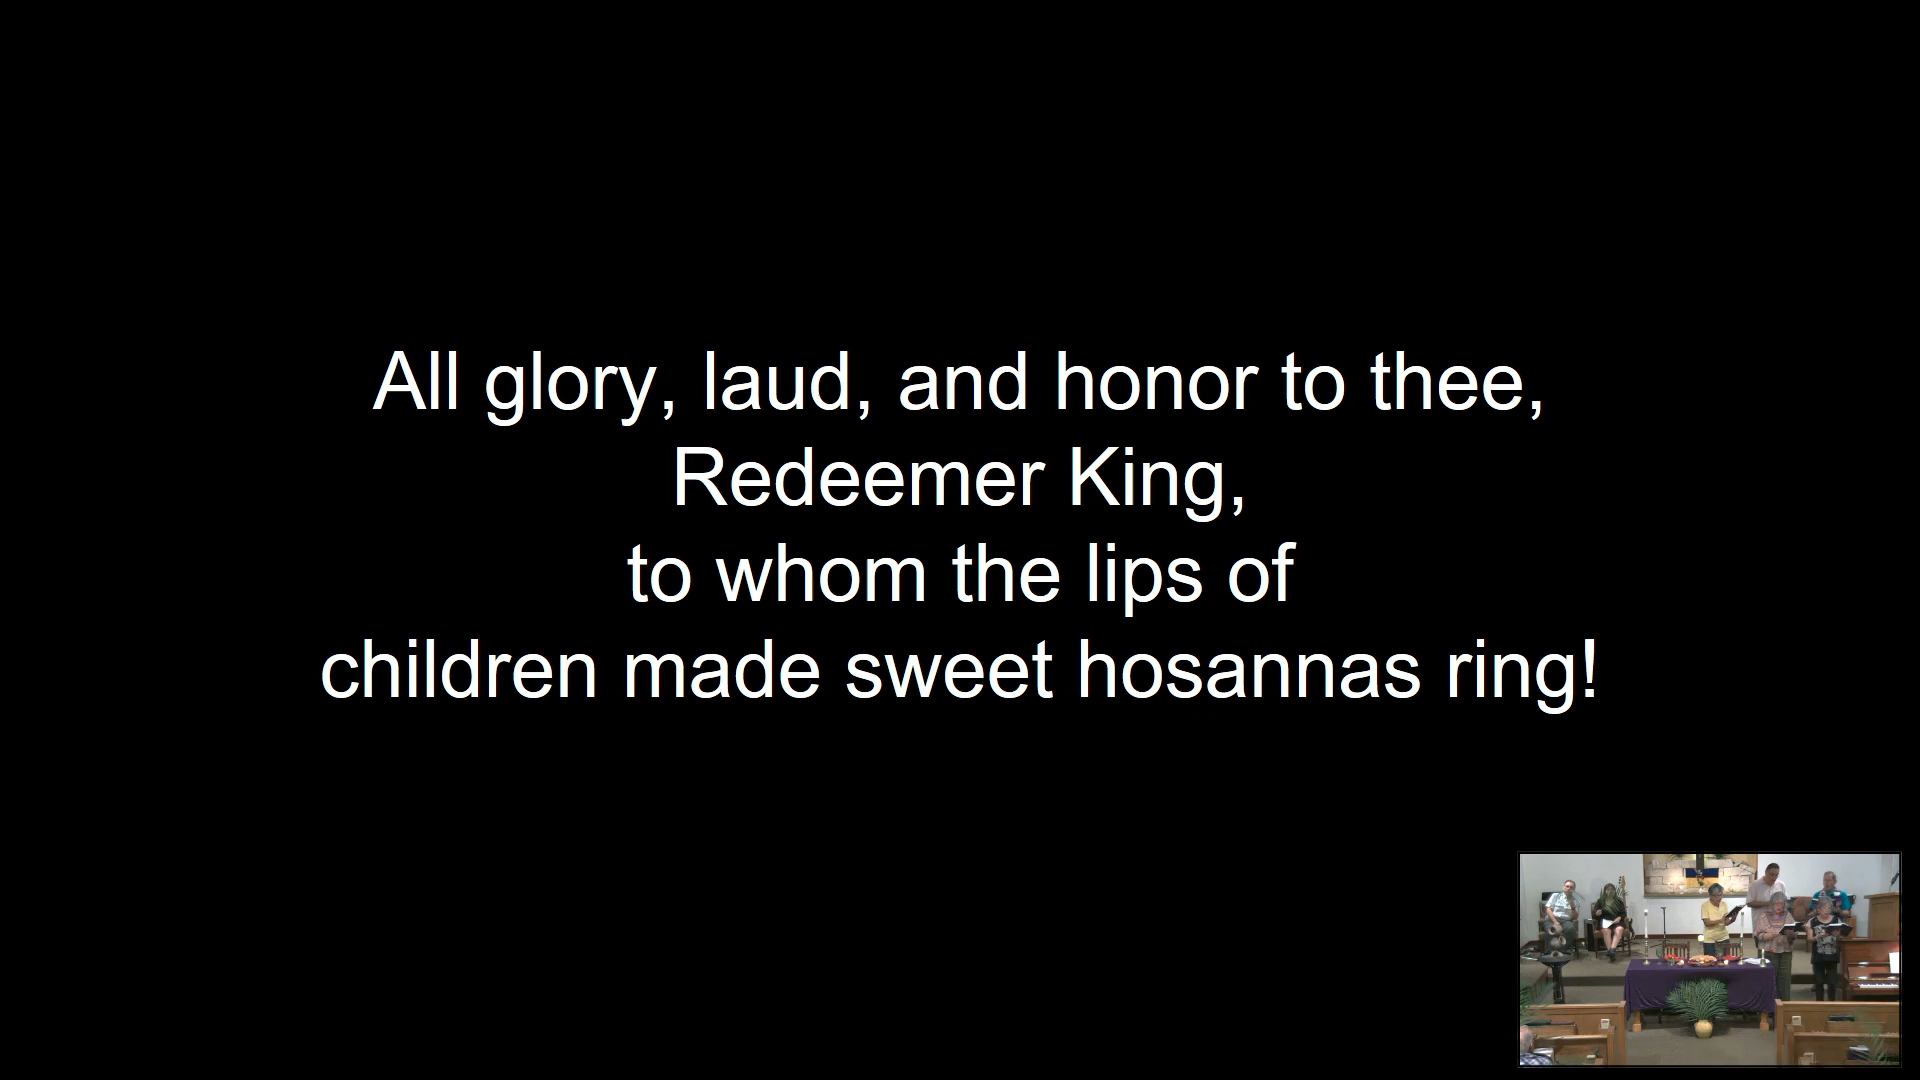 All glory, laud, and honor to thee,
Redeemer King,
to whom the lips of
children made sweet hosannas ring!